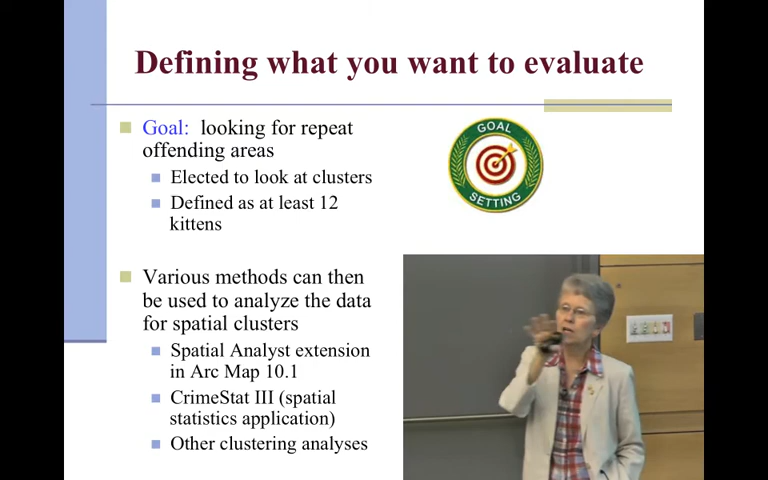 Defining what you want to evaluate
Goal: looking for repeat
offending areas
Elected to look at clusters
Defined as at least 12
kittens
GOAL
SETTING
Various methods can then
be used to analyze the data
for spatial clusters
Spatial Analyst extension
in Arc Map 10.1
CrimeStat III (spatial
statistics application)
Other clustering analyses